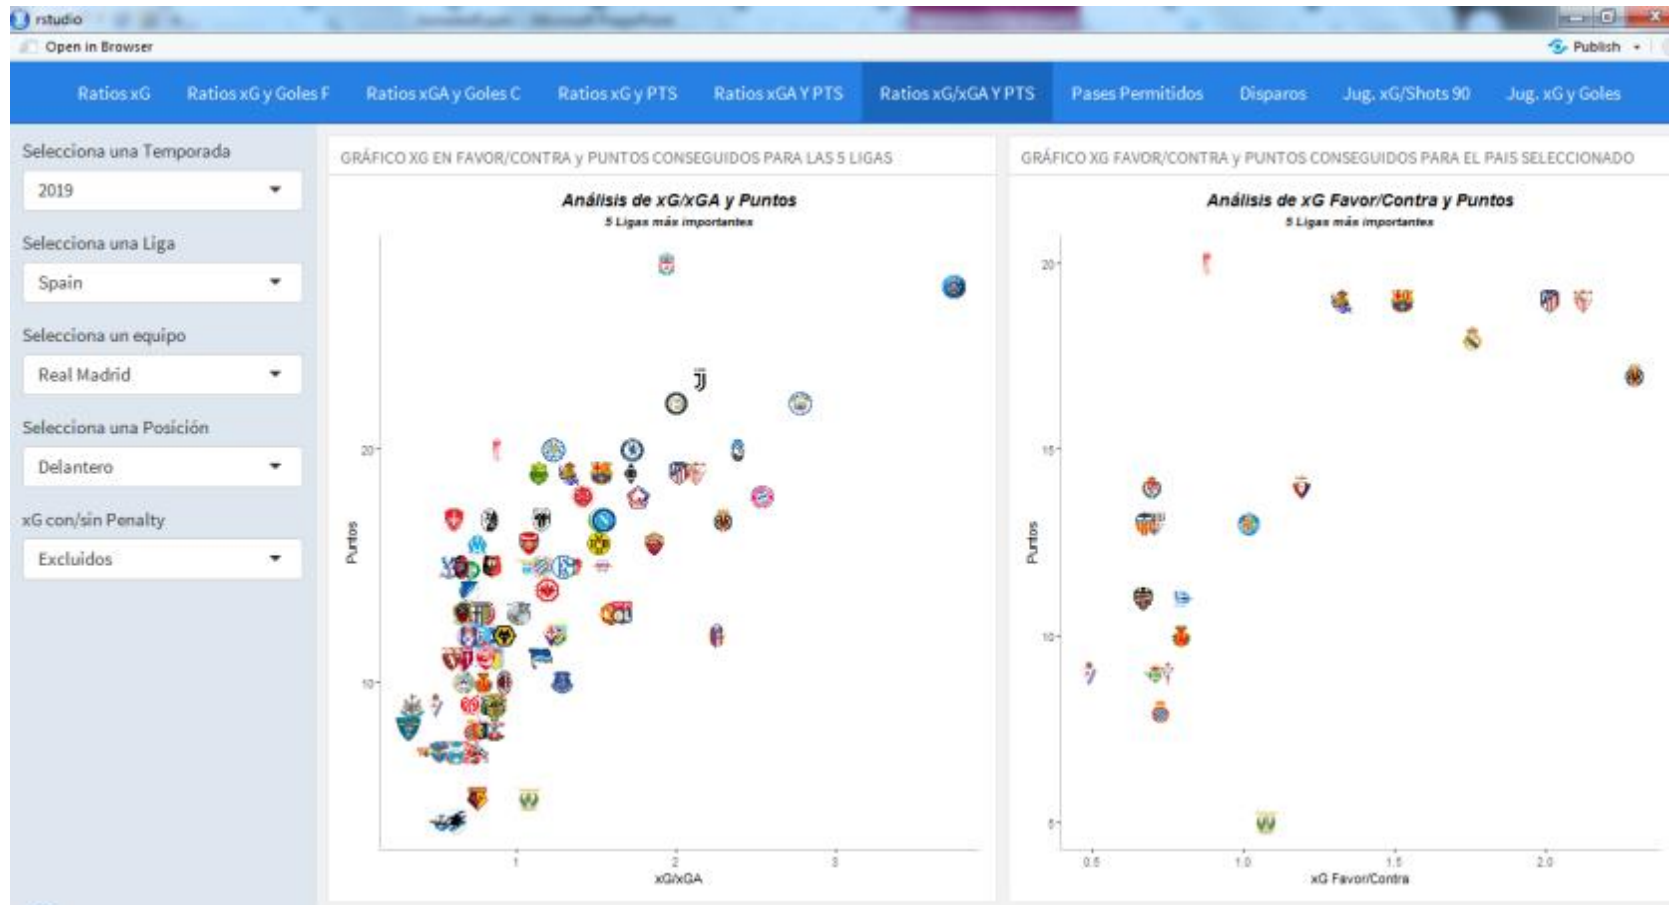 rstudio
Open in Browser
Publish
Ratios xG
Ratios xG y Goles F
Ratios xGA y Goles C
Ratios xG y PTS
Ratios xGA Y PTS
Ratios xG/xGA Y PTS
Pases Permitidos
Disparos
Jug. xG/Shots 90
Jug. xG y Goles
Selecciona una Temporada
2019
Selecciona una Liga
Spain
Selecciona un equipo
Real Madrid
Selecciona una Posición
Delantero
xG con/sin Penalty
Excluidos
GRÁFICO XG EN FAVOR/CONTRA y PUNTOS CONSEGUIDOS PARA LAS 5 LIGAS
Análisis de xG/xGA y Puntos
5 Ligas más importantes
Puntos
20
10
1
2
3
xG/xGA
GRÁFICO XG FAVOR/CONTRA y PUNTOS CONSEGUIDOS PARA EL PAIS SELECCIONADO
Análisis de xG Favor/Contra y Puntos
5 Ligas más importantes
Puntos
20
15
10
5
0.5
1.0
1.5
2.0
xG Favor/Contra